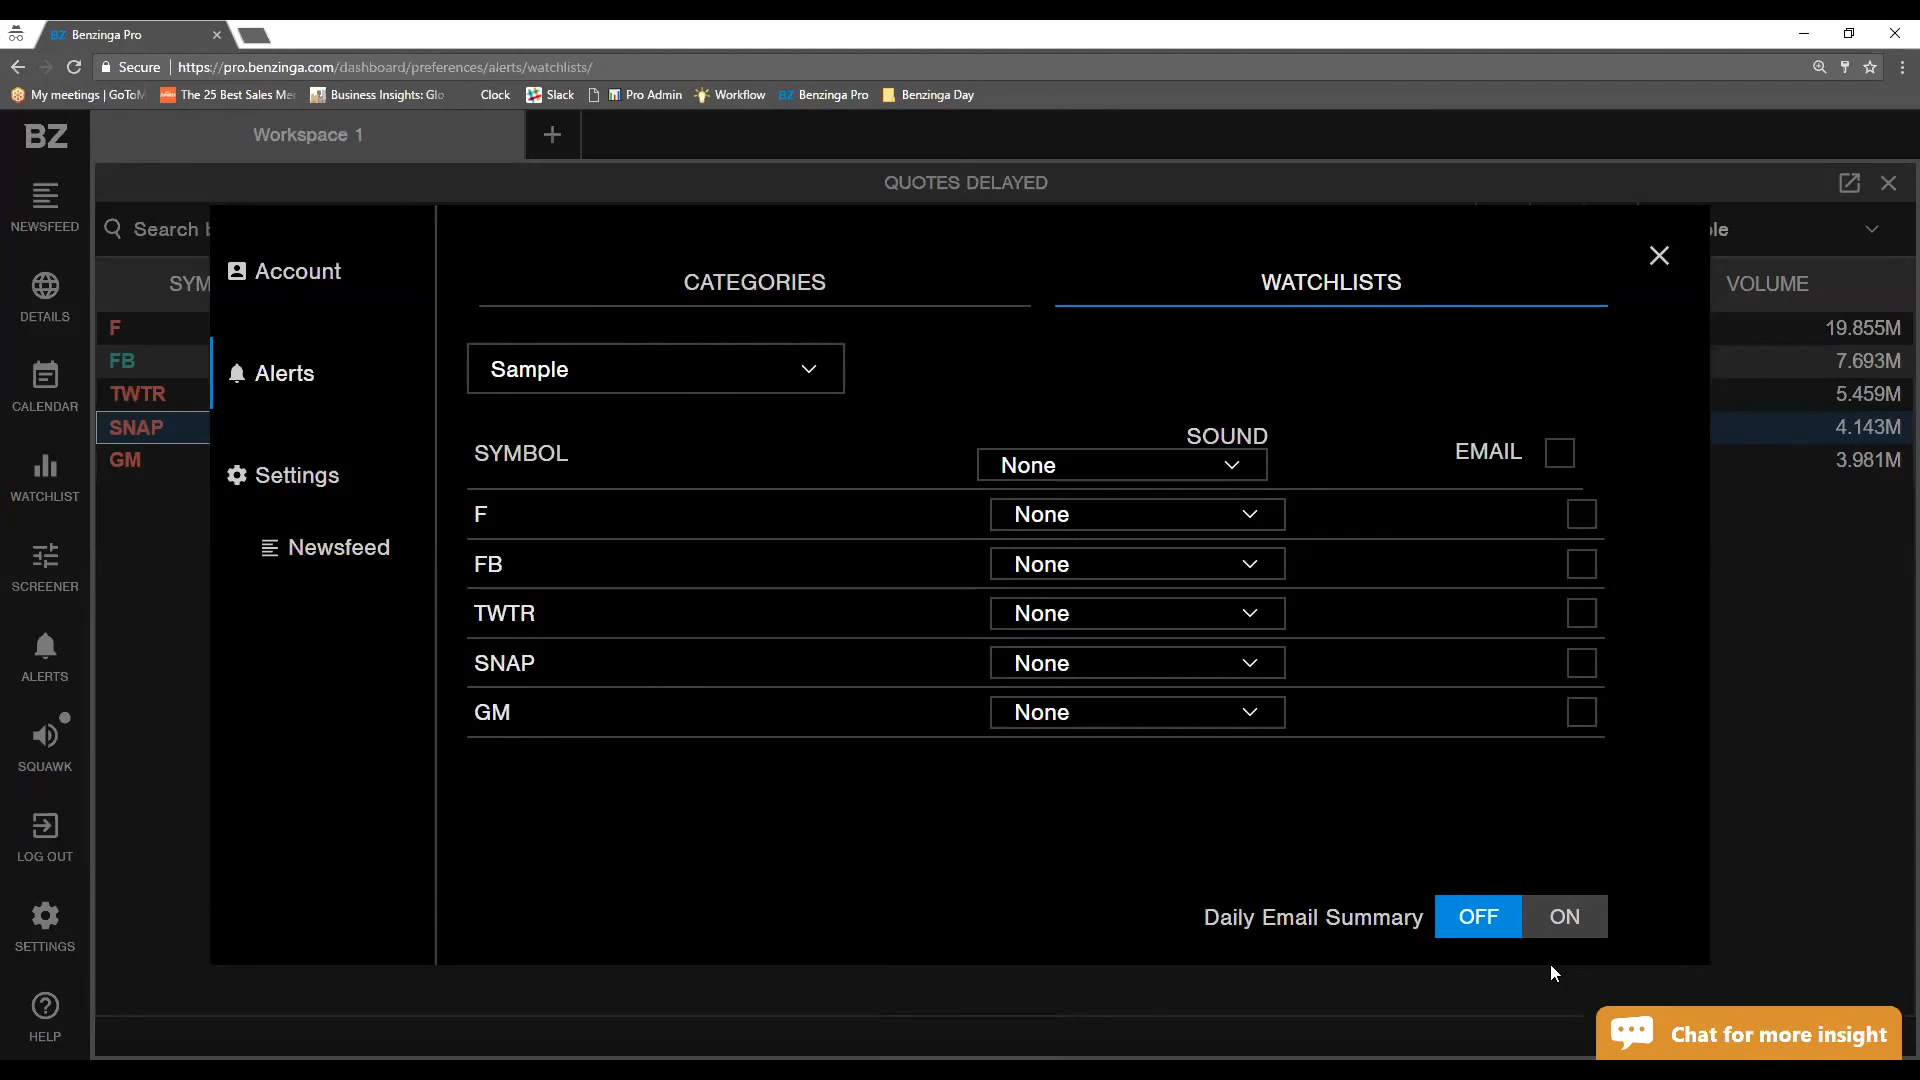 BZ Benzinga Pro
Secure https://pro.benzinga.com/dashboard/preferences/alerts/watchlists/
My meetings | GoToM The 25 Best Sales Me Business Insights: Glo Clock Slack Pro Admin Workflow BZ Benzinga Pro Benzinga Day
BZ Workspace 1 +
QUOTES DELAYED
NEWSFEED
Search b
ple
SYM
VOLUME
DETAILS
F 19.855M
FB 7.693M
TWTR 5.459M
SNAP 4.143M
GM 3.981M
CALENDAR
WATCHLIST
SCREENER
ALERTS
SQUAWK
LOG OUT
SETTINGS
HELP
Account
Alerts
Settings
Newsfeed
CATEGORIES WATCHLISTS
Sample
SYMBOL SOUND EMAIL
None
F None
FB None
TWTR None
SNAP None
GM None
Daily Email Summary OFF ON
Chat for more insight